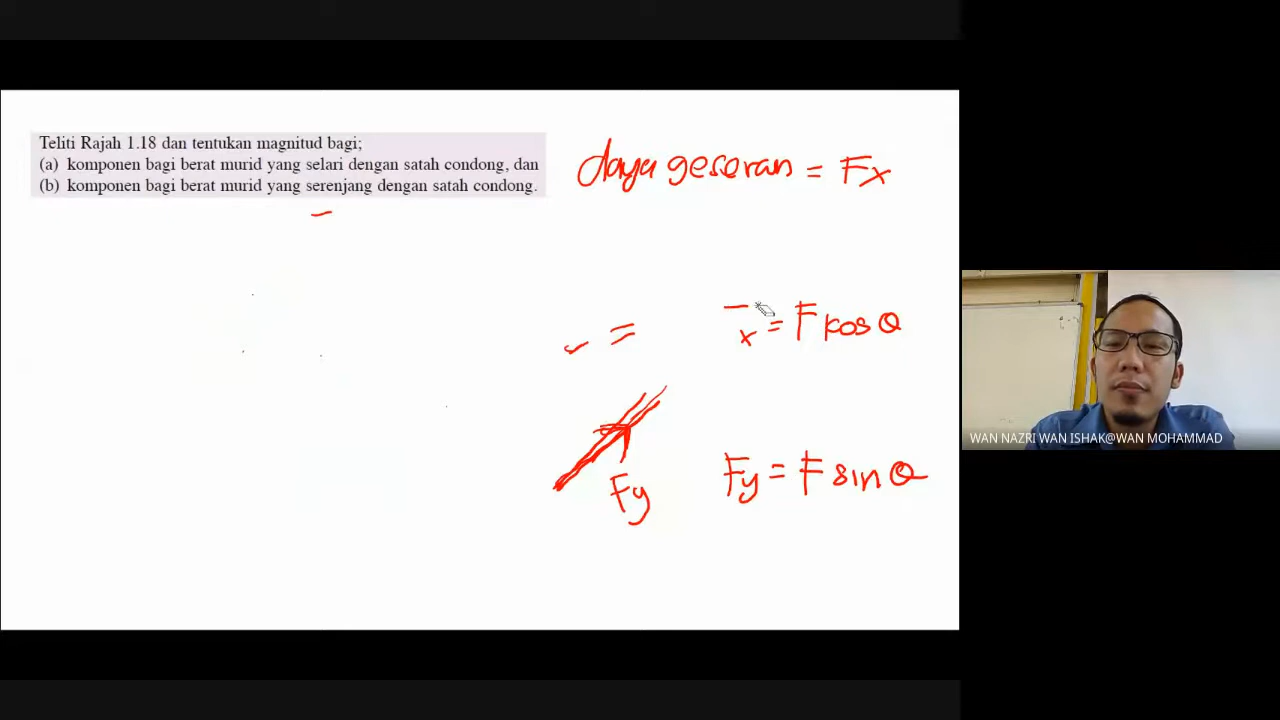 Teliti Rajah 1.18 dan tentukan magnitud bagi;
(a) komponen bagi berat murid yang selari dengan satah condong, dan
(b) komponen bagi berat murid yang serenjang dengan satah condong.
daya geseran = Fx
=
x = F kos θ
Fy
Fy = F sin θ
WAN NAZRI WAN ISHAK@WAN MOHAMMAD